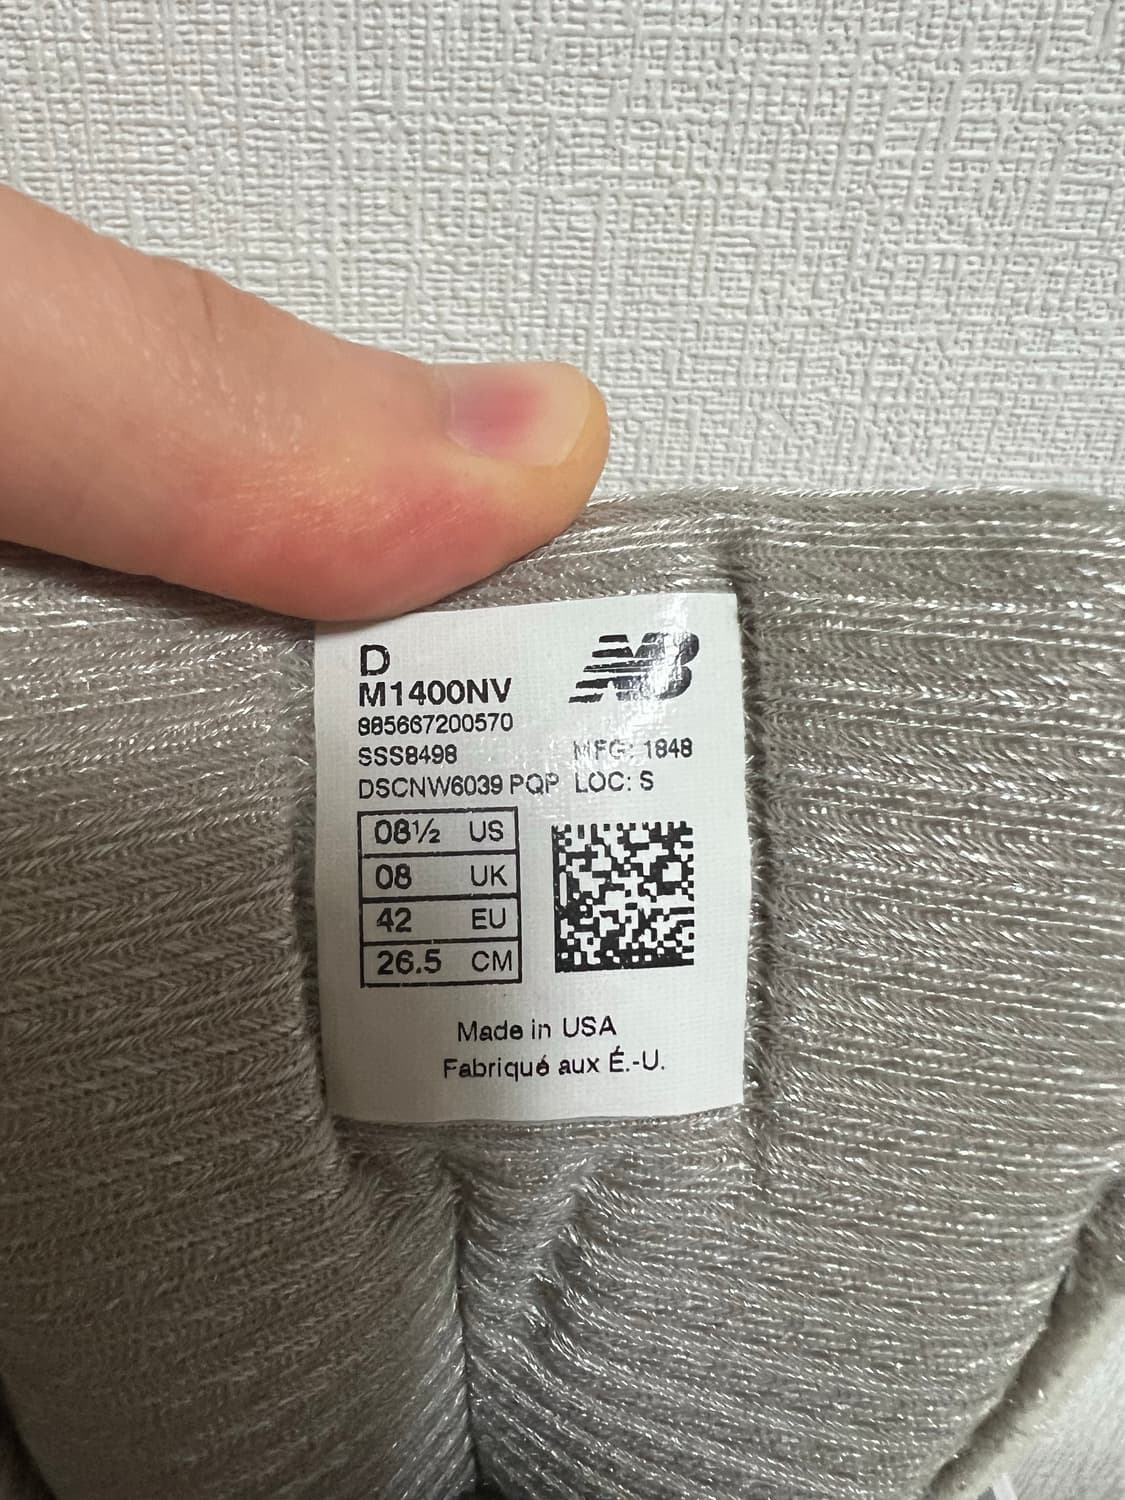 D
NB
M1400NV
885667200570
SSS8498 MFG: 1848
DSCNW6039 PQP LOC: S
08½ US
08 UK
42 EU
26.5 CM
Made in USA
Fabriqué aux É.-U.